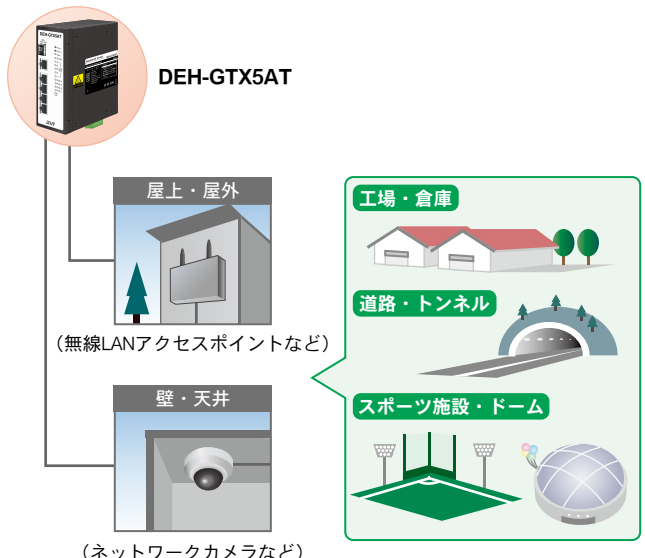 DEH-GTX5AT
屋上・屋外
(無線LANアクセスポイントなど)
壁・天井
(ネットワークカメラなど)
工場・倉庫
道路・トンネル
スポーツ施設・ドーム